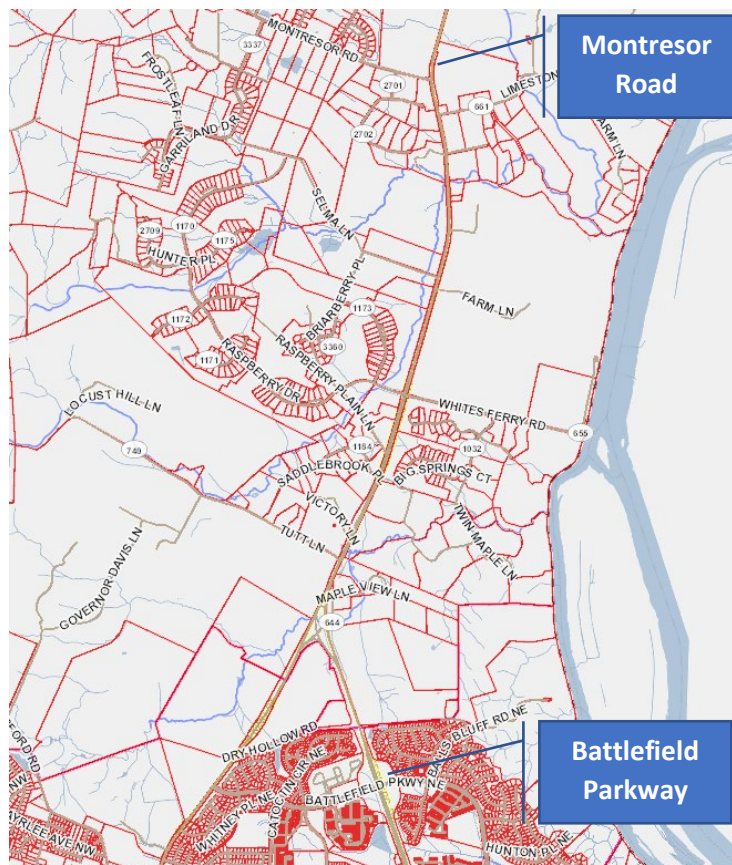 Montresor
Road
MONTRESOR RD
3337
FROSTLEAF LN
GARRILAND DR
2701
661
2702
FARM LN
SELMA LN
2709
1170
1175
HUNTER PL
BRIARBERRY PL
FARM LN
1173
1172
3360
1171
RASPBERRY DR
RASPBERRY PLAIN LN
LOCUST HILL LN
WHITES FERRY RD
655
740
1184
1032
SADDLEBROOK PL
BIG SPRINGS CT
VICTORY LN
TWIN MAPLE LN
TUTT LN
GOVERNOR DAVIS LN
MAPLE VIEW LN
644
DRY HOLLOW RD
BALLS BLUFF RD NE
Battlefield
Parkway
WHITNEY PL NE
CATOCTIN CIR NE
BATTLEFIELD PKWY NE
AYRLEE AVE NW
HUNTON PL NE